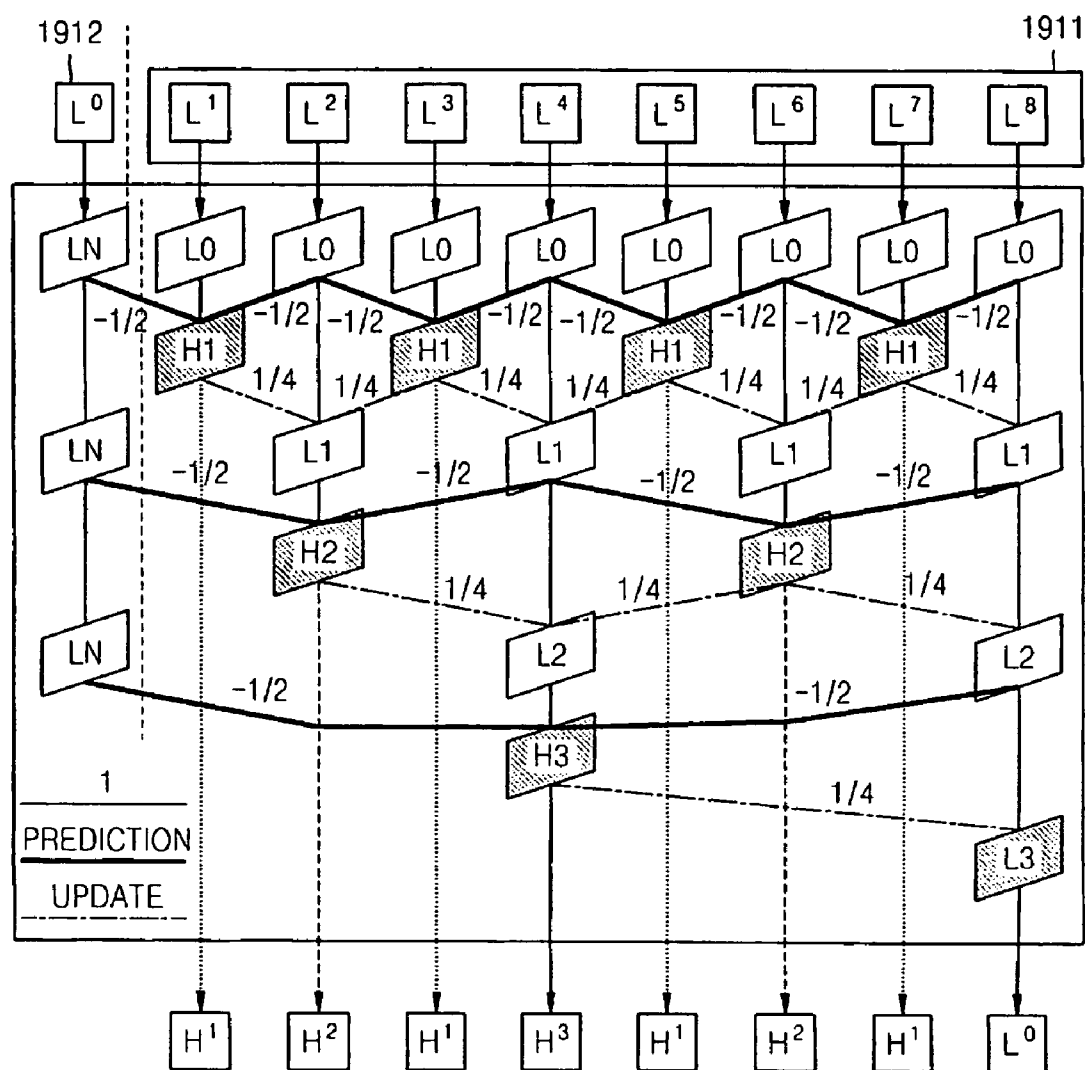 1912
1911
L⁰ L¹ L² L³ L⁴ L⁵ L⁶ L⁷ L⁸
LN L0 L0 L0 L0 L0 L0 L0 L0
-1/2 -1/2 -1/2 -1/2 -1/2 -1/2 -1/2 -1/2
H1 H1 H1 H1
1/4 1/4 1/4 1/4 1/4 1/4 1/4
LN L1 L1 L1 L1
-1/2 -1/2 -1/2 -1/2
H2 H2
1/4 1/4 1/4
LN L2 L2
-1/2 -1/2
H3
1
1/4
PREDICTION
L3
UPDATE
H¹ H² H¹ H³ H¹ H² H¹ L⁰